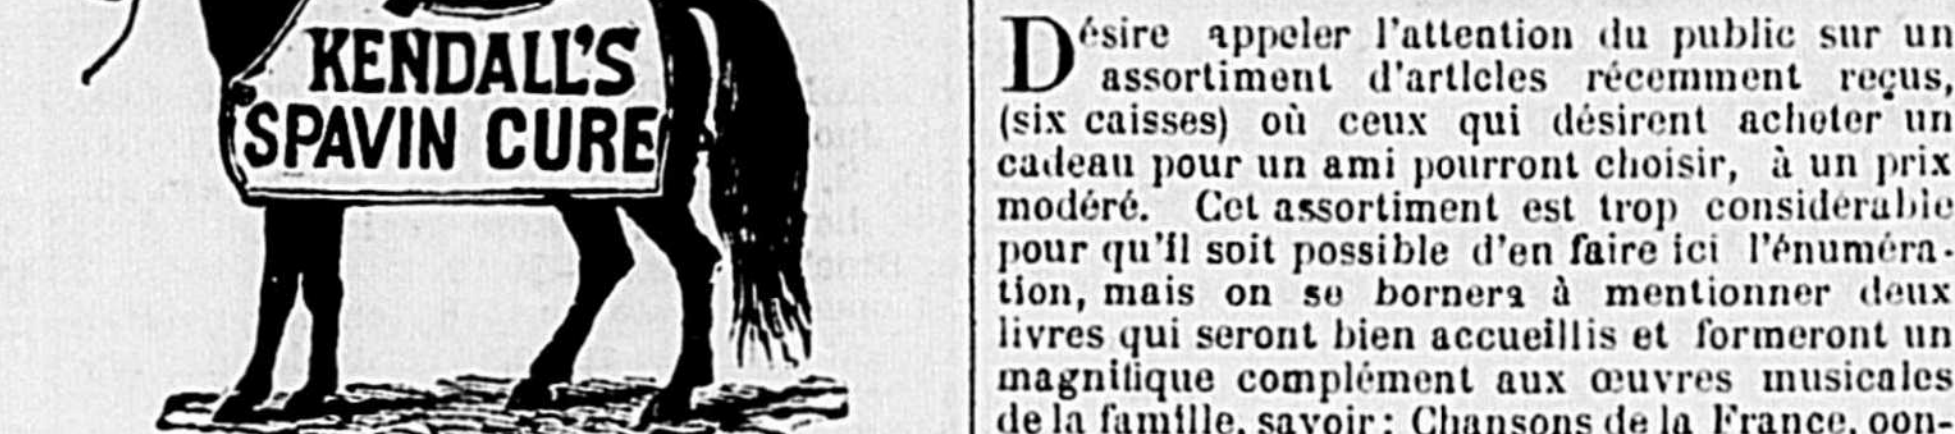 KENDALL'S
SPAVIN CURE
Désire appeler l'attention du public sur un
assortiment d'articles récemment reçus,
(six caisses) où ceux qui désirent acheter un
cadeau pour un ami pourront choisir, à un prix
modéré. Cet assortiment est trop considérable
pour qu'il soit possible d'en faire ici l'énuméra-
tion, mais on se bornera à mentionner deux
livres qui seront bien accueillis et formeront un
magnifique complément aux œuvres musicales
de la famille, savoir: Chansons de la France, con-